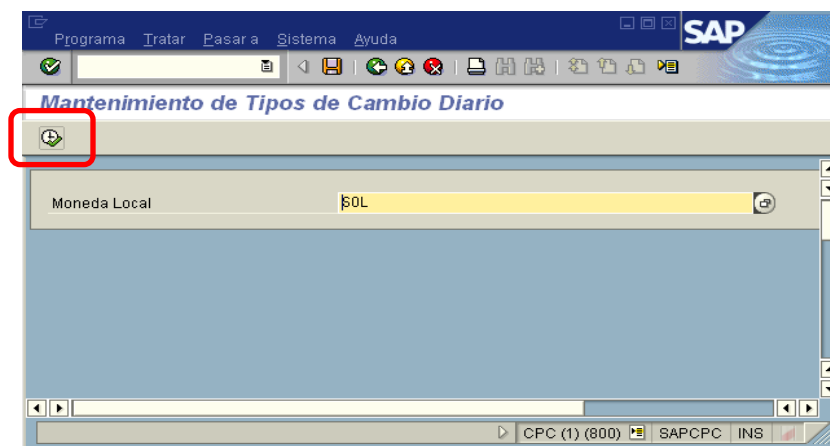 Programa Tratar Pasar a Sistema Ayuda
SAP
Mantenimiento de Tipos de Cambio Diario
Moneda Local SOL
CPC (1) (800) SAPCPC INS